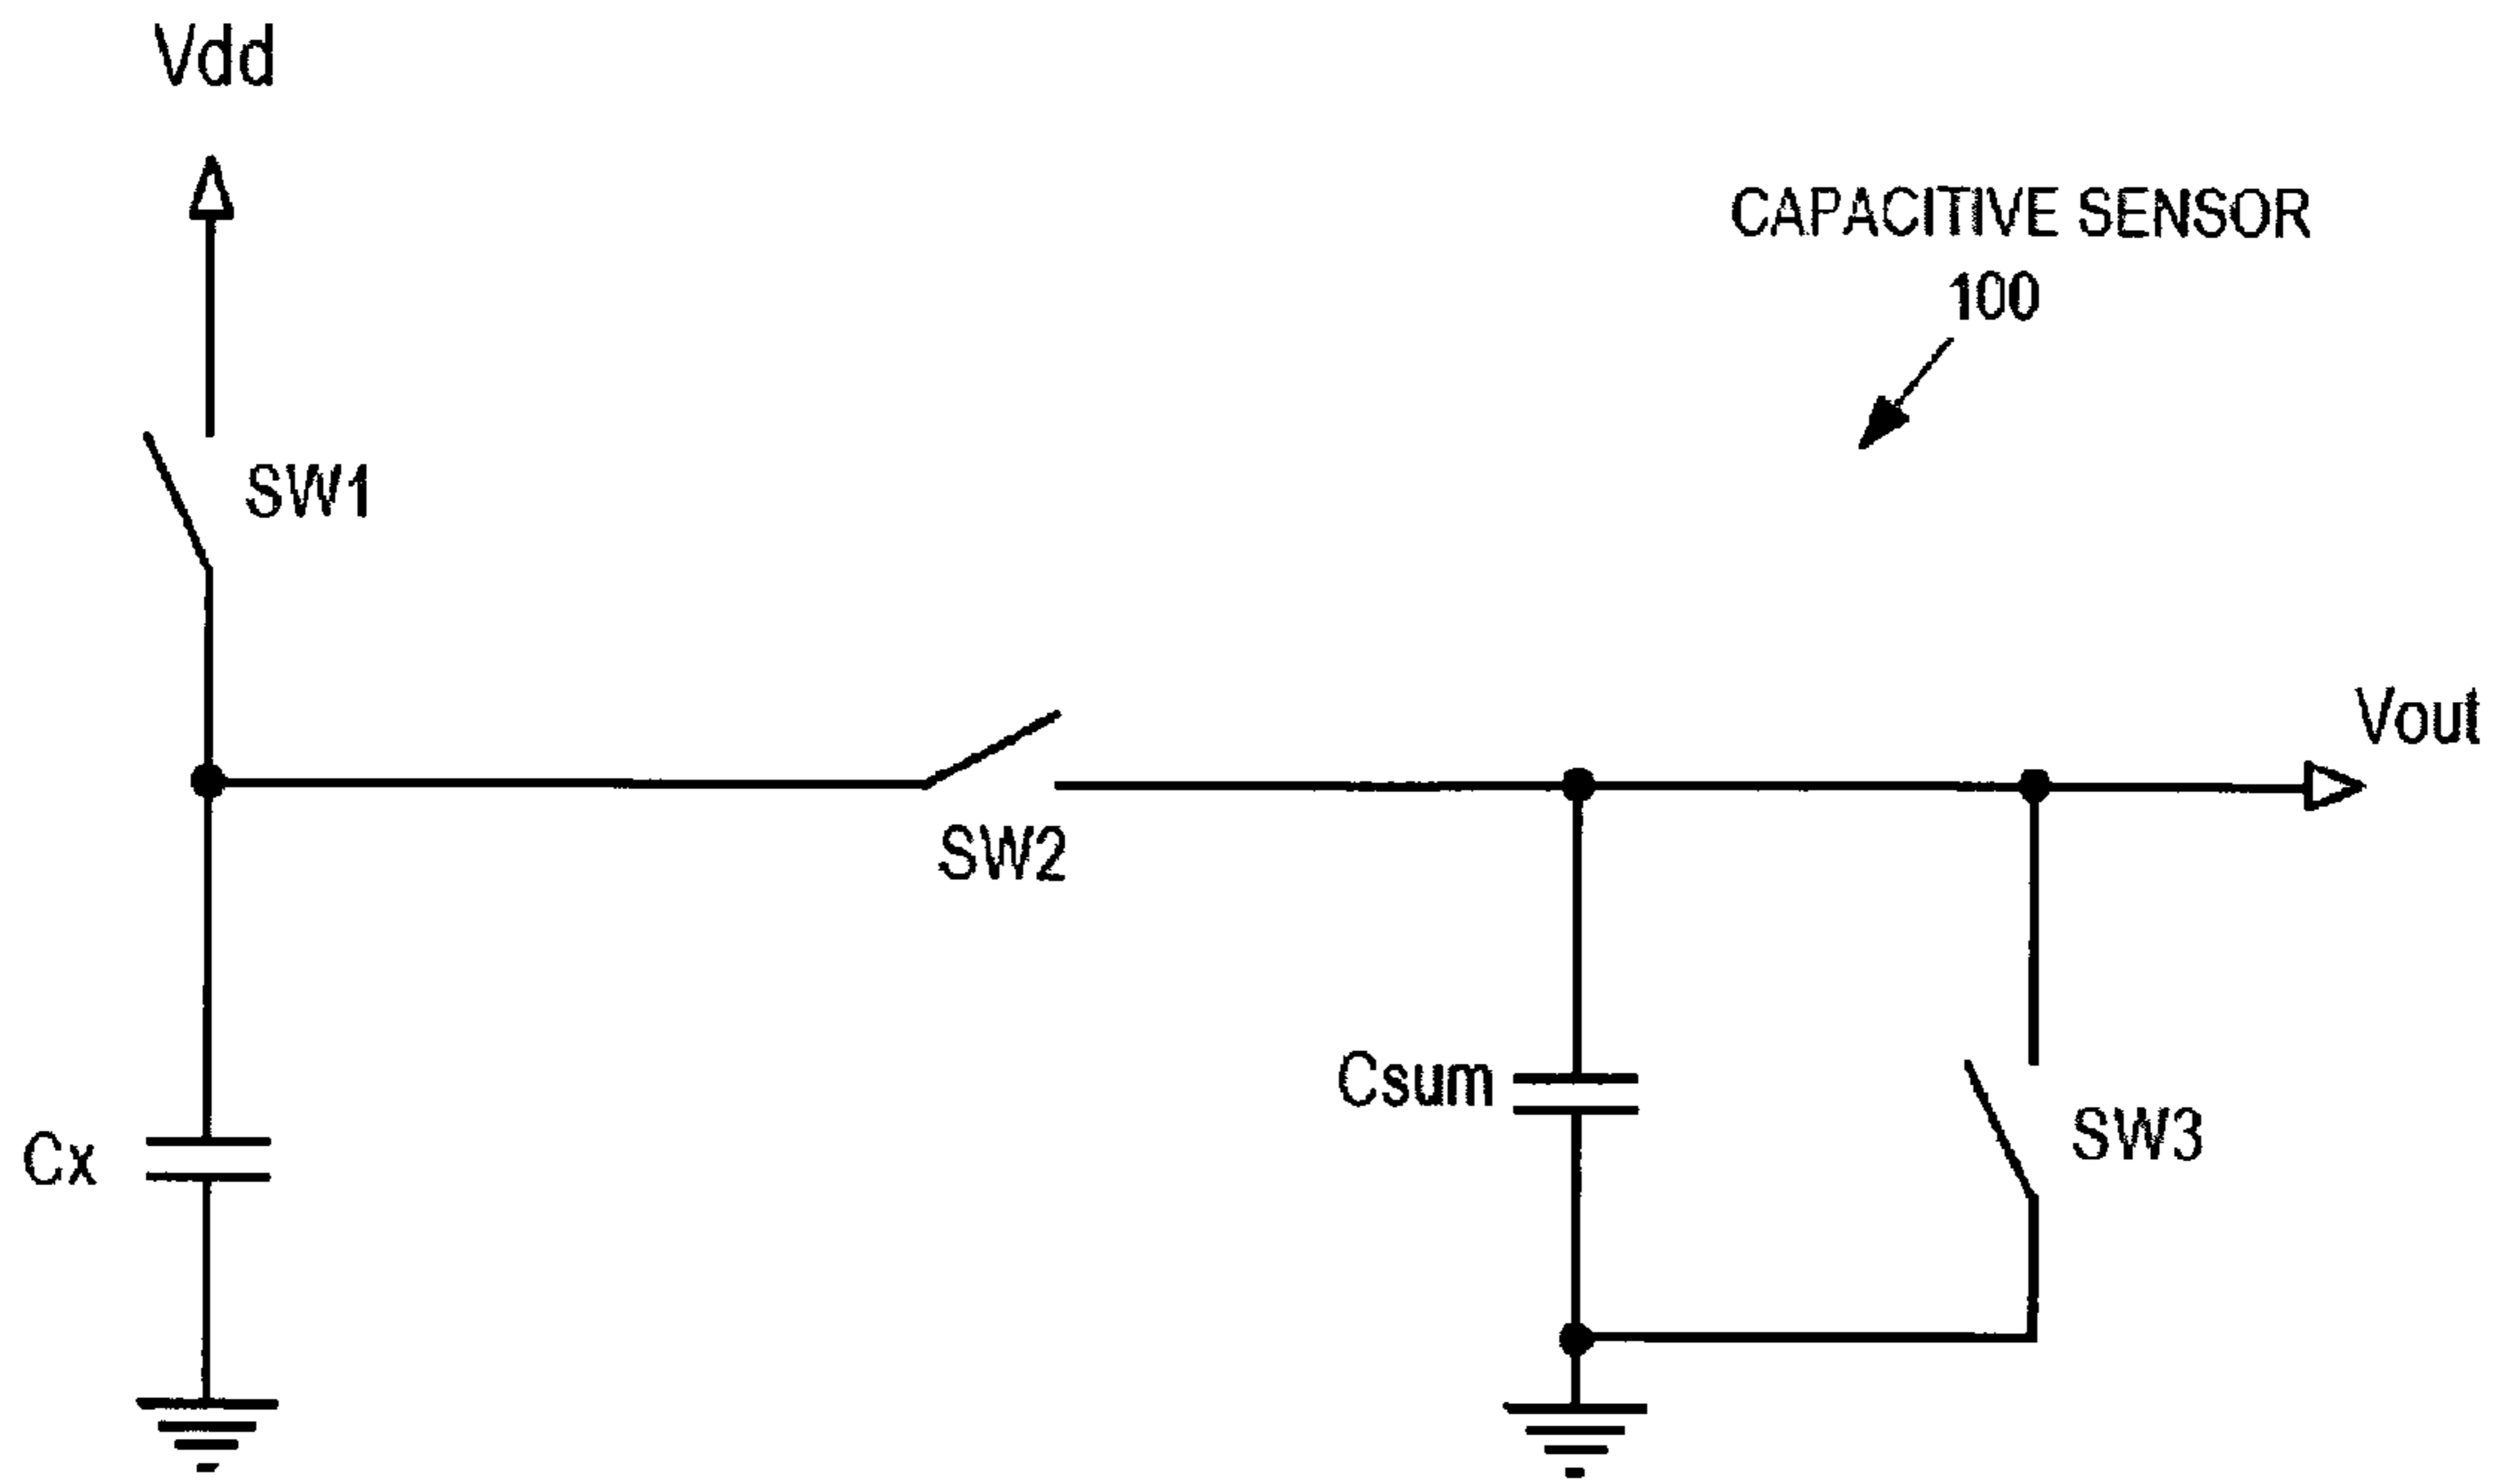 Vdd
CAPACITIVE SENSOR
100
SW1
Vout
SW2
Csum
Cx
SW3